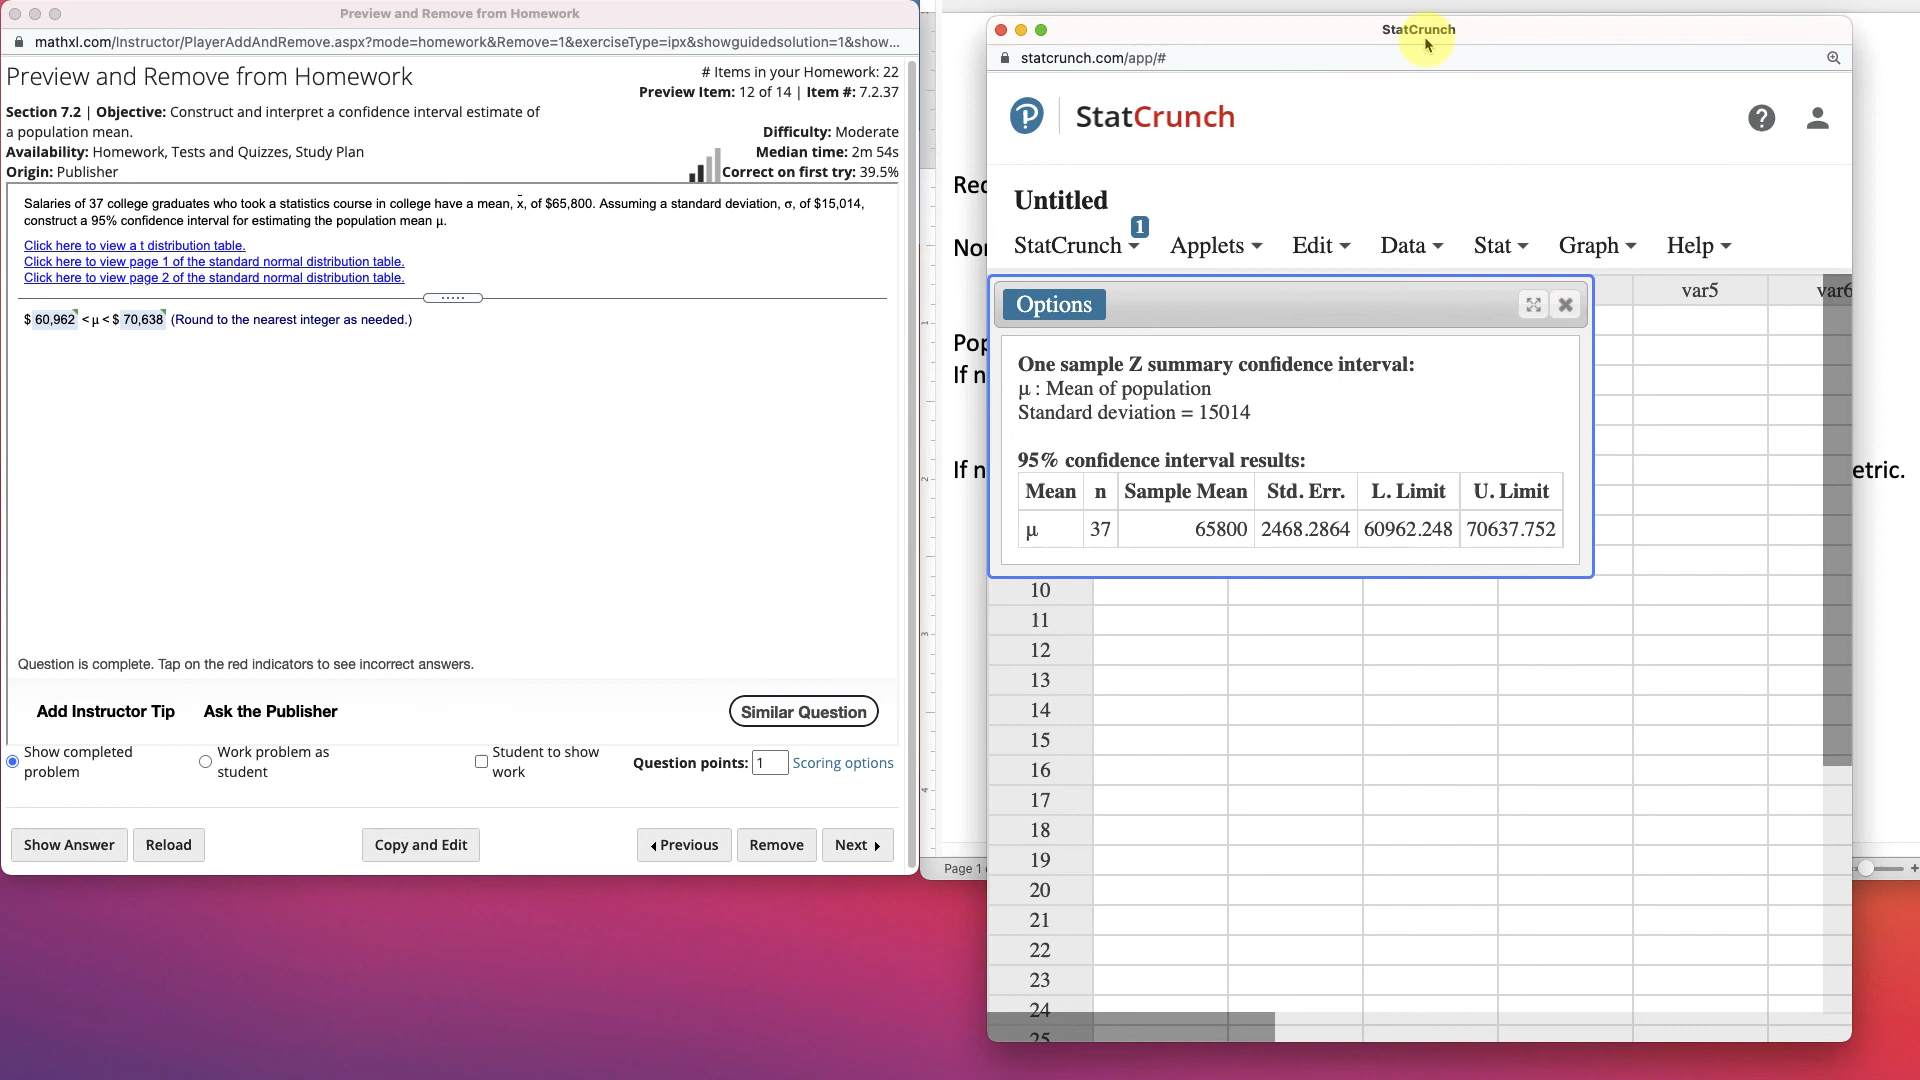 Preview and Remove from Homework
mathxl.com/Instructor/PlayerAddAndRemove.aspx?mode=homework&Remove=1&exerciseType=ipx&showguidedsolution=1&show...
Preview and Remove from Homework
# Items in your Homework: 22
Preview Item: 12 of 14 | Item #: 7.2.37
Section 7.2 | Objective: Construct and interpret a confidence interval estimate of
a population mean.
Difficulty: Moderate
Availability: Homework, Tests and Quizzes, Study Plan
Median time: 2m 54s
Origin: Publisher
Correct on first try: 39.5%
Salaries of 37 college graduates who took a statistics course in college have a mean, x̄, of $65,800. Assuming a standard deviation, σ, of $15,014,
construct a 95% confidence interval for estimating the population mean μ.
Click here to view a t distribution table.
Click here to view page 1 of the standard normal distribution table.
Click here to view page 2 of the standard normal distribution table.
$ 60,962 < μ < $ 70,638 (Round to the nearest integer as needed.)
Question is complete. Tap on the red indicators to see incorrect answers.
Add Instructor Tip Ask the Publisher Similar Question
Show completed
problem
Work problem as
student
Student to show
work
Question points: 1 Scoring options
Show Answer Reload Copy and Edit Previous Remove Next
1
2
3
4
If n
If n
etric.
Page 1
StatCrunch
statcrunch.com/app/#
StatCrunch
Untitled
1
StatCrunch Applets Edit Data Stat Graph Help
var5 var6
Options
One sample Z summary confidence interval:
μ : Mean of population
Standard deviation = 15014
95% confidence interval results:
Mean n Sample Mean Std. Err. L. Limit U. Limit
μ 37 65800 2468.2864 60962.248 70637.752
10
11
12
13
14
15
16
17
18
19
20
21
22
23
24
25